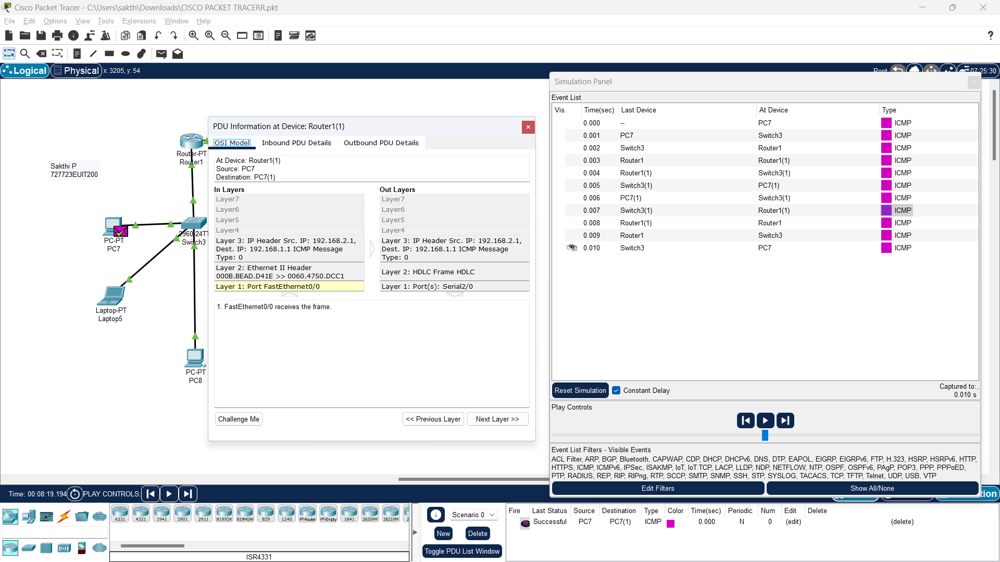 Cisco Packet Tracer - C:\Users\sakth\Downloads\CISCO PACKET TRACERR.pkt
File Edit Options View Tools Extensions Window Help
Logical Physical x: 3205, y: 54
Root 07:25:30
Sakthi P
727723EUIT200
Router-PT
Router1
PC-PT
PC7
2960-24TT
Switch3
Laptop-PT
Laptop5
PC-PT
PC8
PDU Information at Device: Router1(1)
OSI Model Inbound PDU Details Outbound PDU Details
At Device: Router1(1)
Source: PC7
Destination: PC7(1)
In Layers
Layer7
Layer6
Layer5
Layer4
Layer 3: IP Header Src. IP: 192.168.2.1,
Dest. IP: 192.168.1.1 ICMP Message
Type: 0
Layer 2: Ethernet II Header
000B.BEAD.D41E >> 0060.4750.DCC1
Layer 1: Port FastEthernet0/0
Out Layers
Layer7
Layer6
Layer5
Layer4
Layer 3: IP Header Src. IP: 192.168.2.1,
Dest. IP: 192.168.1.1 ICMP Message
Type: 0
Layer 2: HDLC Frame HDLC
Layer 1: Port(s): Serial2/0
1. FastEthernet0/0 receives the frame.
Challenge Me << Previous Layer Next Layer >>
Simulation Panel
Event List
Vis. Time(sec) Last Device At Device Type
0.000 -- PC7 ICMP
0.001 PC7 Switch3 ICMP
0.002 Switch3 Router1 ICMP
0.003 Router1 Router1(1) ICMP
0.004 Router1(1) Switch3(1) ICMP
0.005 Switch3(1) PC7(1) ICMP
0.006 PC7(1) Switch3(1) ICMP
0.007 Switch3(1) Router1(1) ICMP
0.008 Router1(1) Router1 ICMP
0.009 Router1 Switch3 ICMP
0.010 Switch3 PC7 ICMP
Reset Simulation Constant Delay
Captured to:
0.010 s
Play Controls
Event List Filters - Visible Events
ACL Filter, ARP, BGP, Bluetooth, CAPWAP, CDP, DHCP, DHCPv6, DNS, DTP, EAPOL, EIGRP, EIGRPv6, FTP, H.323, HSRP, HSRPv6, HTTP,
HTTPS, ICMP, ICMPv6, IPSec, ISAKMP, IoT, IoT TCP, LACP, LLDP, NDP, NETFLOW, NTP, OSPF, OSPFv6, PAgP, POP3, PPP, PPPoED,
PTP, RADIUS, REP, RIP, RIPng, RTP, SCCP, SMTP, SNMP, SSH, STP, SYSLOG, TACACS, TCP, TFTP, Telnet, UDP, USB, VTP
Edit Filters Show All/None
Time: 00:08:19.194 PLAY CONTROLS:
tion
4331 4321 1941 2901 2911 819IOX 819HGW 829 1240 PT-Router PT-Empty 1841 2620XM 2621XM 2
ISR4331
Scenario 0
New Delete
Toggle PDU List Window
Fire Last Status Source Destination Type Color Time(sec) Periodic Num Edit Delete
Successful PC7 PC7(1) ICMP 0.000 N 0 (edit) (delete)